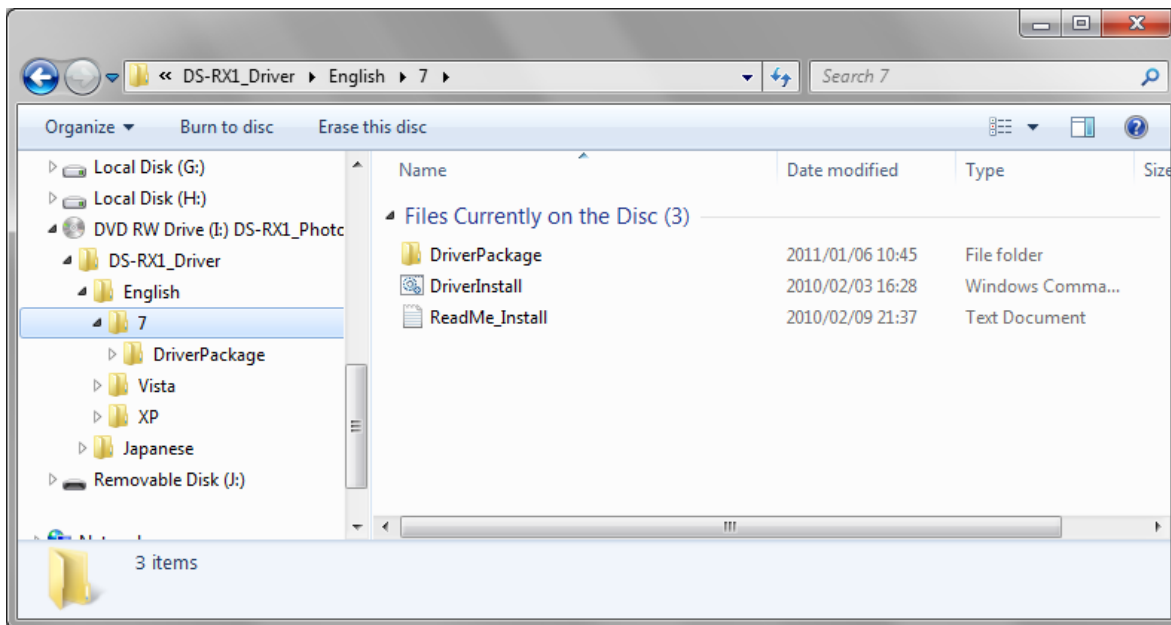 « DS-RX1_Driver ▸ English ▸ 7 ▸
Search 7
Organize Burn to disc Erase this disc
Local Disk (G:)
Local Disk (H:)
DVD RW Drive (I:) DS-RX1_Photo
DS-RX1_Driver
English
7
DriverPackage
Vista
XP
Japanese
Removable Disk (J:)
Name Date modified Type Size
Files Currently on the Disc (3)
DriverPackage 2011/01/06 10:45 File folder
DriverInstall 2010/02/03 16:28 Windows Comma...
ReadMe_Install 2010/02/09 21:37 Text Document
3 items